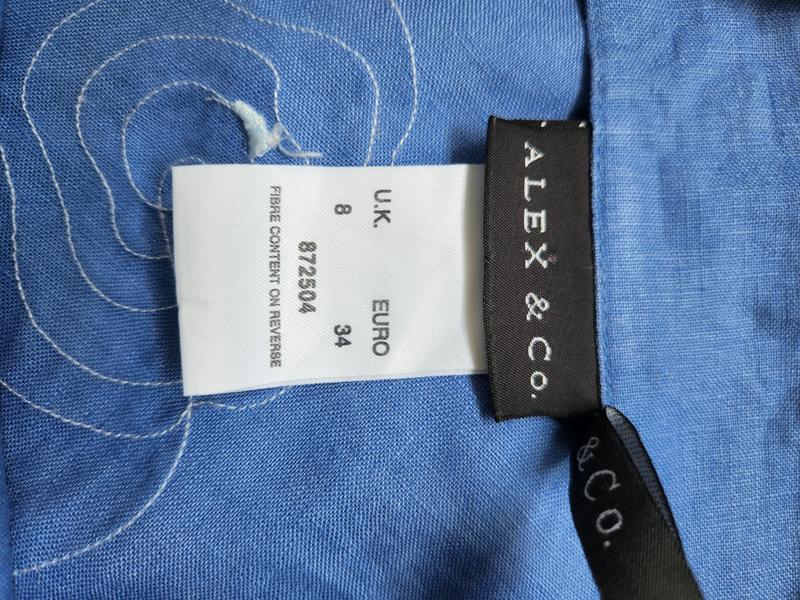 ALEX & Co.
U.K. EURO
8 34
872504
FIBRE CONTENT ON REVERSE
& Co.